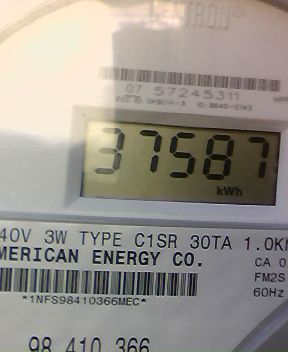 07 57245311
37587
kWh
40V 3W TYPE C1SR 30TA 1.0K
MERICAN ENERGY CO.
CA 0
FM2S
60Hz
*1NFS98410366MEC*
98 410 366